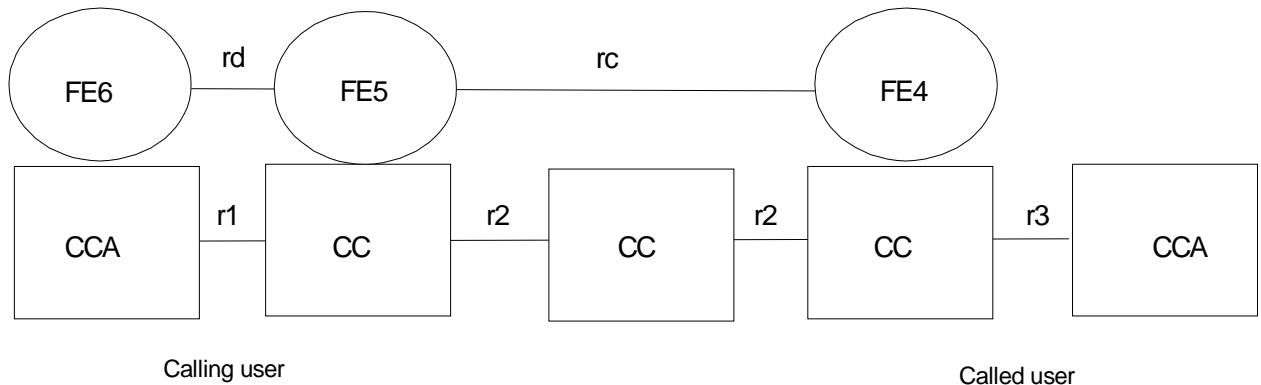 rd
rc
FE6
FE5
FE4
r1
r2
r2
r3
CCA
CC
CC
CC
CCA
Calling user
Called user